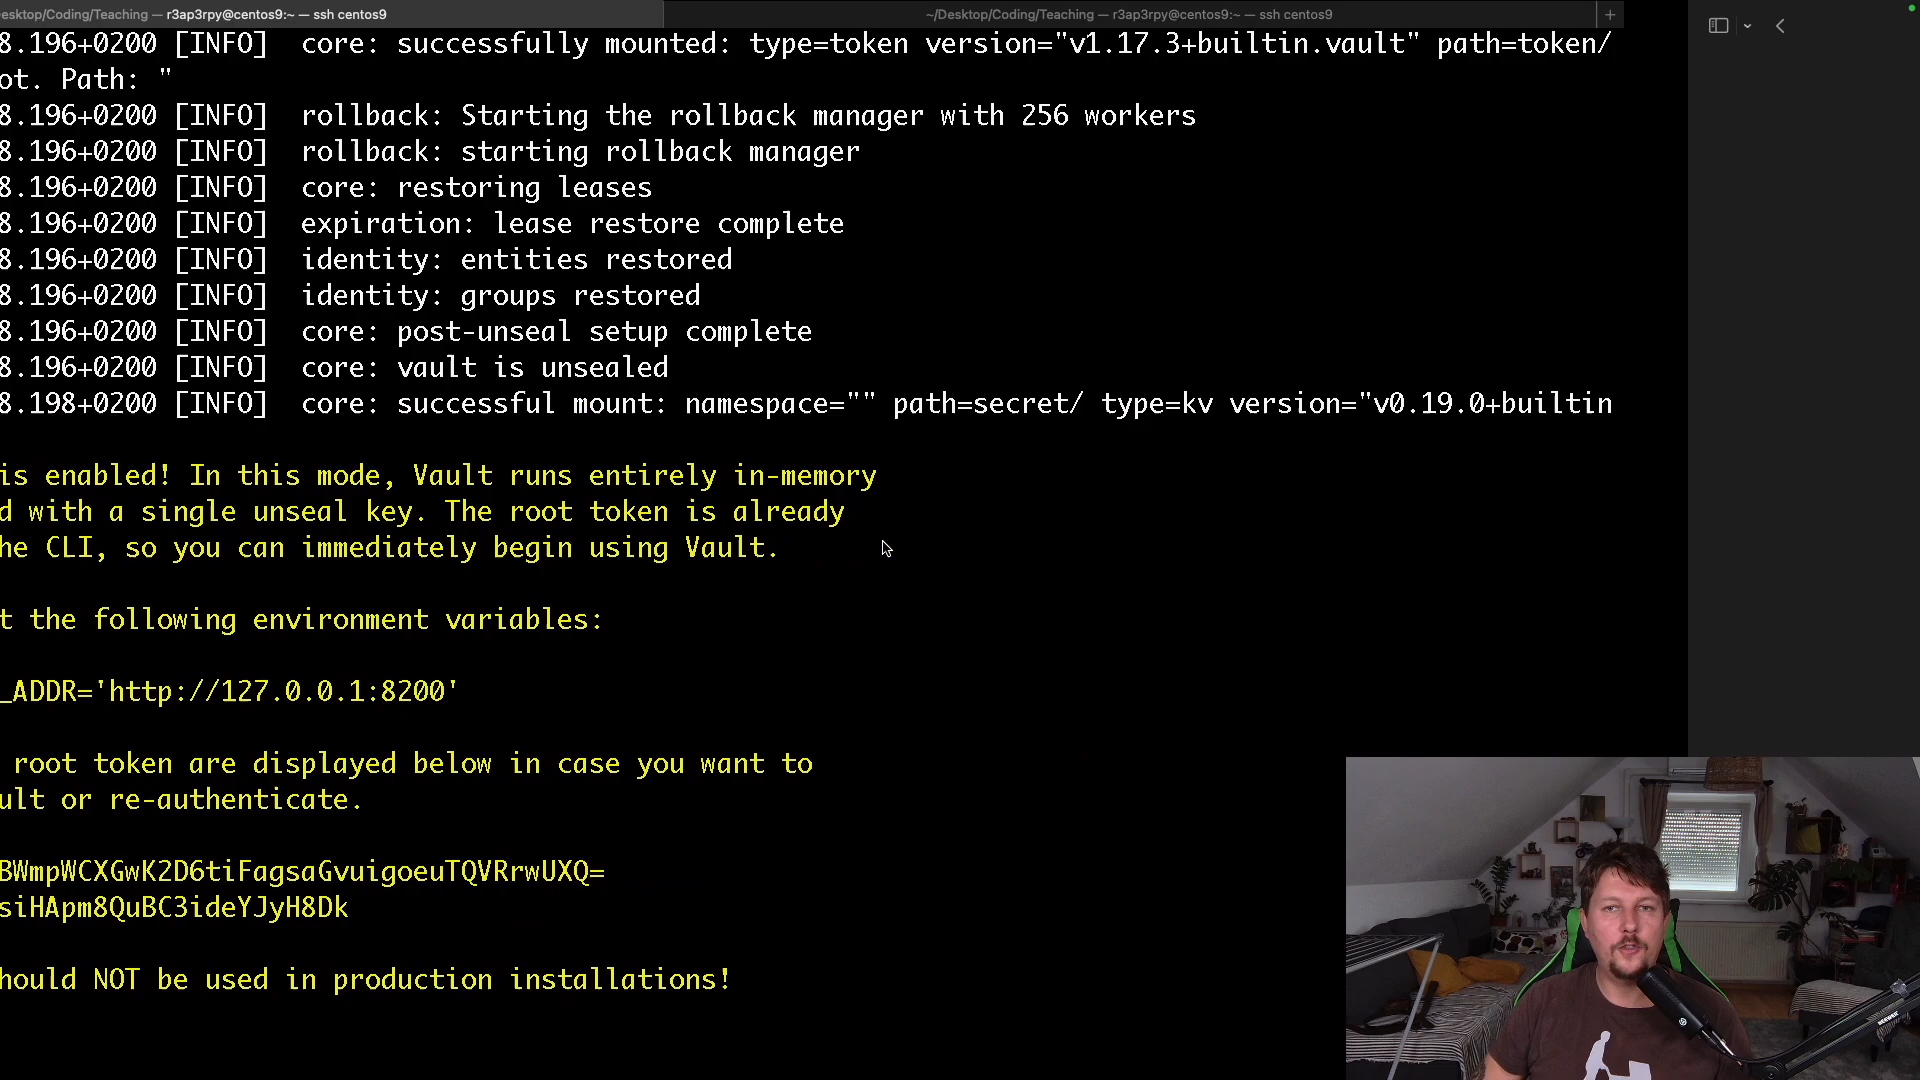 esktop/Coding/Teaching — r3ap3rpy@centos9:~ — ssh centos9
~/Desktop/Coding/Teaching — r3ap3rpy@centos9:~ — ssh centos9
8.196+0200 [INFO]  core: successfully mounted: type=token version="v1.17.3+builtin.vault" path=token/
ot. Path: "
8.196+0200 [INFO]  rollback: Starting the rollback manager with 256 workers
8.196+0200 [INFO]  rollback: starting rollback manager
8.196+0200 [INFO]  core: restoring leases
8.196+0200 [INFO]  expiration: lease restore complete
8.196+0200 [INFO]  identity: entities restored
8.196+0200 [INFO]  identity: groups restored
8.196+0200 [INFO]  core: post-unseal setup complete
8.196+0200 [INFO]  core: vault is unsealed
8.198+0200 [INFO]  core: successful mount: namespace="" path=secret/ type=kv version="v0.19.0+builtin
is enabled! In this mode, Vault runs entirely in-memory
d with a single unseal key. The root token is already
he CLI, so you can immediately begin using Vault.
t the following environment variables:
_ADDR='http://127.0.0.1:8200'
root token are displayed below in case you want to
ult or re-authenticate.
BWmpWCXGwK2D6tiFagsaGvuigoeuTQVRrwUXQ=
siHApm8QuBC3ideYJyH8Dk
hould NOT be used in production installations!